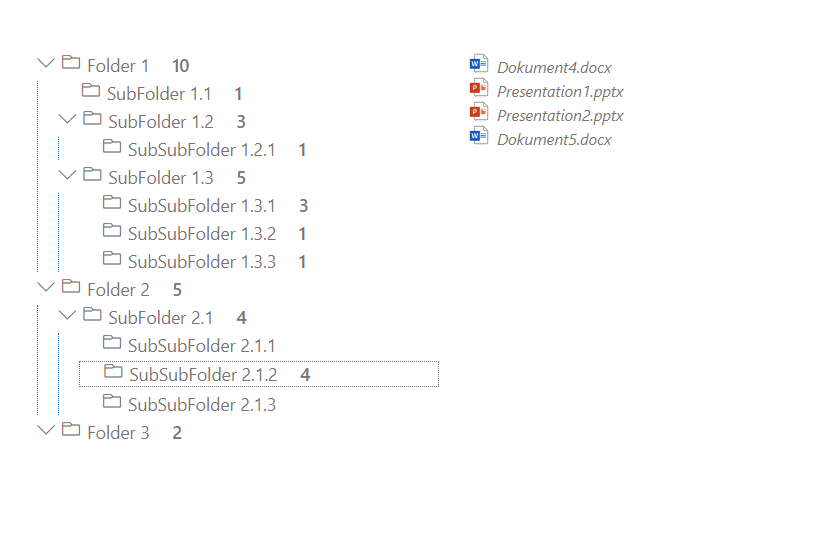 Folder 1 10
SubFolder 1.1 1
SubFolder 1.2 3
SubSubFolder 1.2.1 1
SubFolder 1.3 5
SubSubFolder 1.3.1 3
SubSubFolder 1.3.2 1
SubSubFolder 1.3.3 1
Folder 2 5
SubFolder 2.1 4
SubSubFolder 2.1.1
SubSubFolder 2.1.2 4
SubSubFolder 2.1.3
Folder 3 2
W Dokument4.docx
P Presentation1.pptx
P Presentation2.pptx
W Dokument5.docx